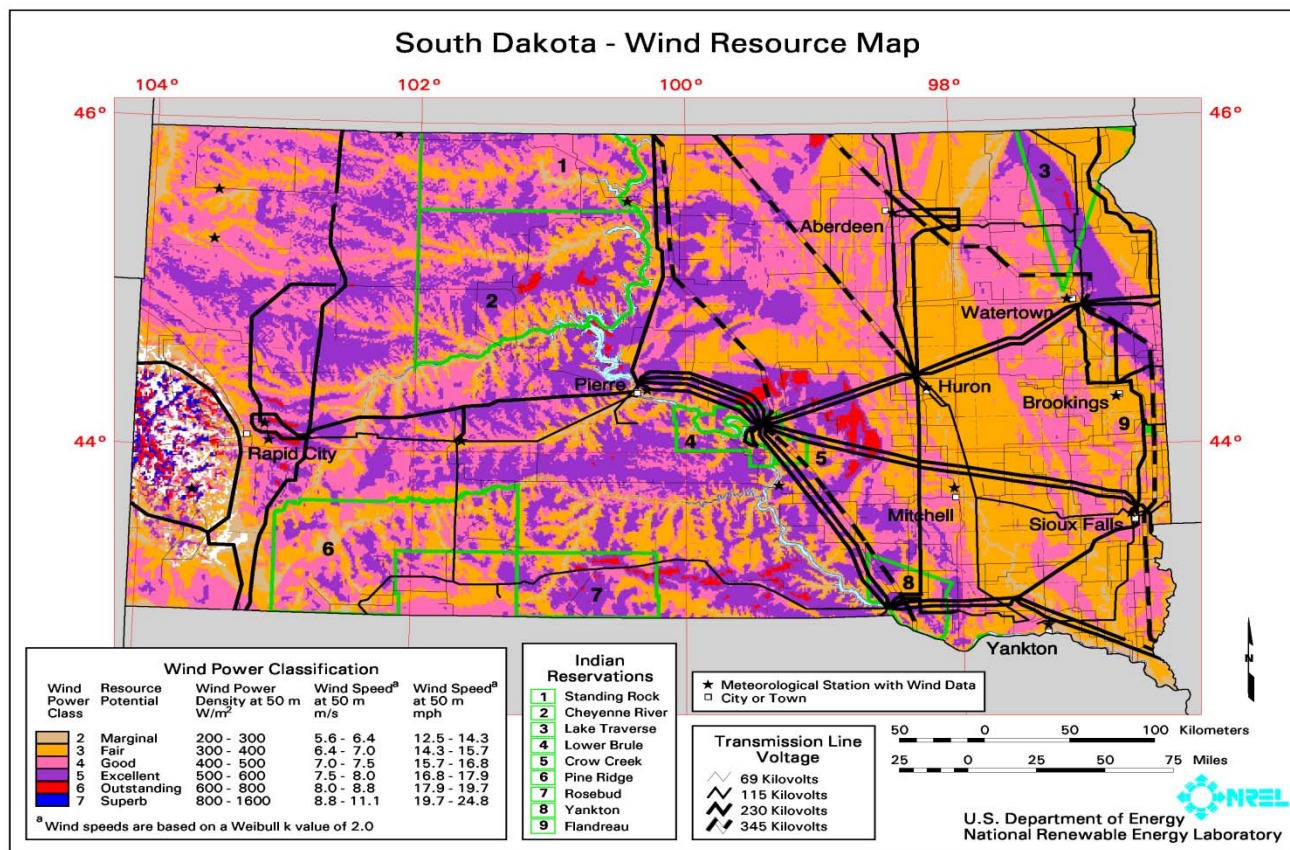 South Dakota - Wind Resource Map
104° 102° 100° 98°
46° 46°
1
3
Aberdeen
2
Watertown
Pierre
Huron
Brookings
9
44° 44°
Rapid City
4
5
Mitchell
Sioux Falls
6
8
7
Yankton
Wind Power Classification
Wind Power Class
Resource Potential
Wind Power Density at 50 m W/m²
Wind Speedᵃ at 50 m m/s
Wind Speedᵃ at 50 m mph
2 Marginal 200 - 300 5.6 - 6.4 12.5 - 14.3
3 Fair 300 - 400 6.4 - 7.0 14.3 - 15.7
4 Good 400 - 500 7.0 - 7.5 15.7 - 16.8
5 Excellent 500 - 600 7.5 - 8.0 16.8 - 17.9
6 Outstanding 600 - 800 8.0 - 8.8 17.9 - 19.7
7 Superb 800 - 1600 8.8 - 11.1 19.7 - 24.8
ᵃ Wind speeds are based on a Weibull k value of 2.0
Indian
Reservations
1 Standing Rock
2 Cheyenne River
3 Lake Traverse
4 Lower Brule
5 Crow Creek
6 Pine Ridge
7 Rosebud
8 Yankton
9 Flandreau
★ Meteorological Station with Wind Data
City or Town
Transmission Line
Voltage
69 Kilovolts
115 Kilovolts
230 Kilovolts
345 Kilovolts
N
50 0 50 100 Kilometers
25 0 25 50 75 Miles
NREL
U.S. Department of Energy
National Renewable Energy Laboratory